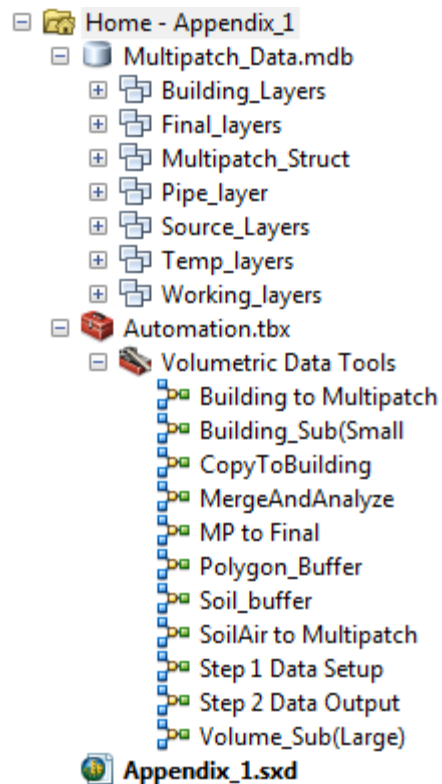 Home - Appendix_1
Multipatch_Data.mdb
Building_Layers
Final_layers
Multipatch_Struct
Pipe_layer
Source_Layers
Temp_layers
Working_layers
Automation.tbx
Volumetric Data Tools
Building to Multipatch
Building_Sub(Small
CopyToBuilding
MergeAndAnalyze
MP to Final
Polygon_Buffer
Soil_buffer
SoilAir to Multipatch
Step 1 Data Setup
Step 2 Data Output
Volume_Sub(Large)
Appendix_1.sxd